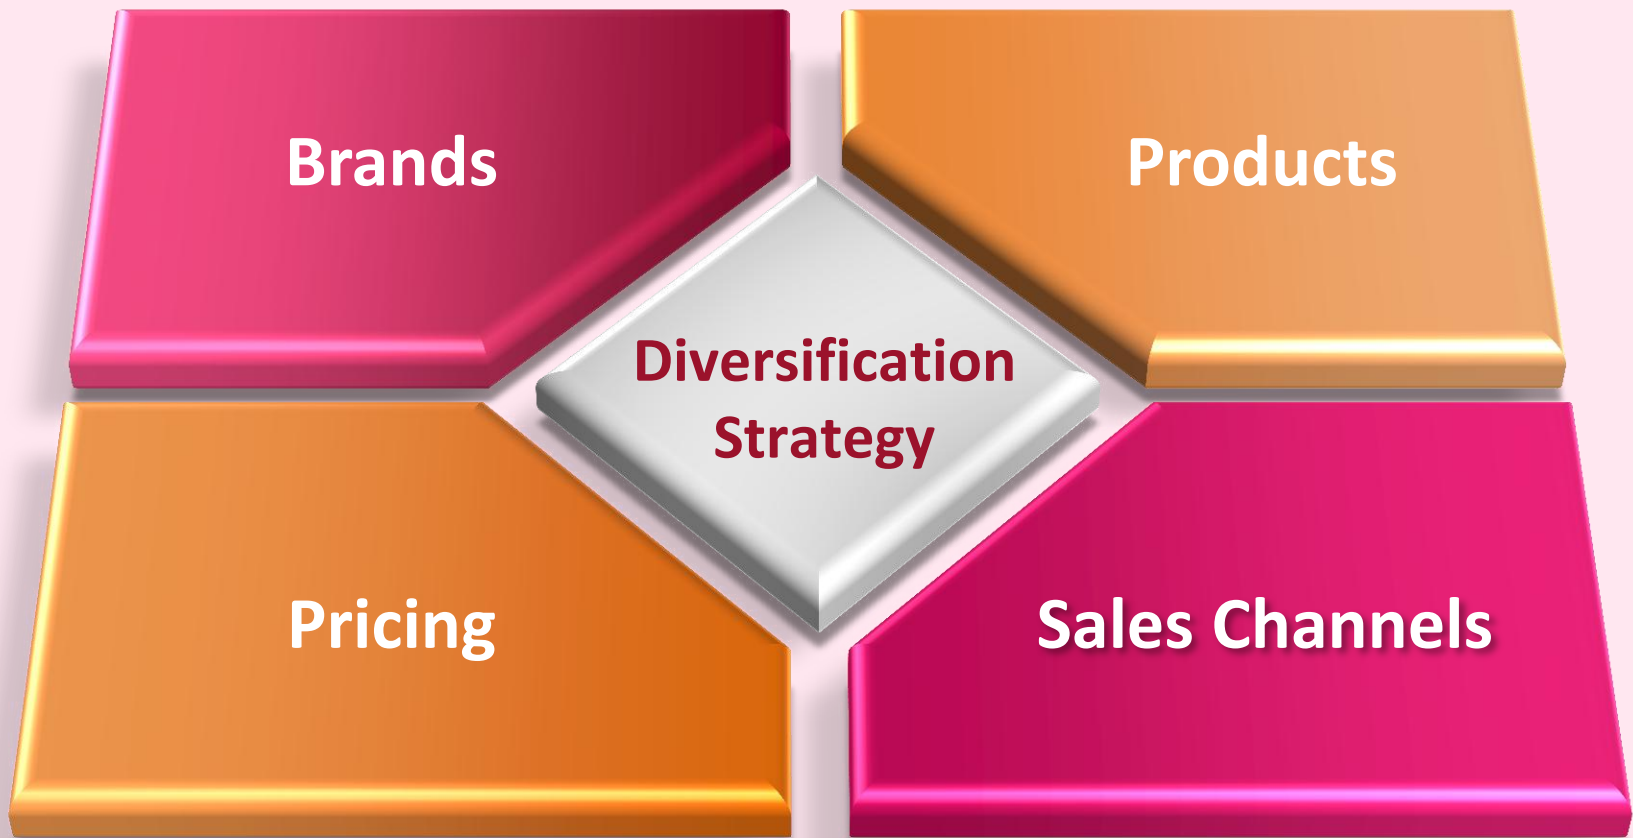 Brands
Products
Diversification
Strategy
Pricing
Sales Channels